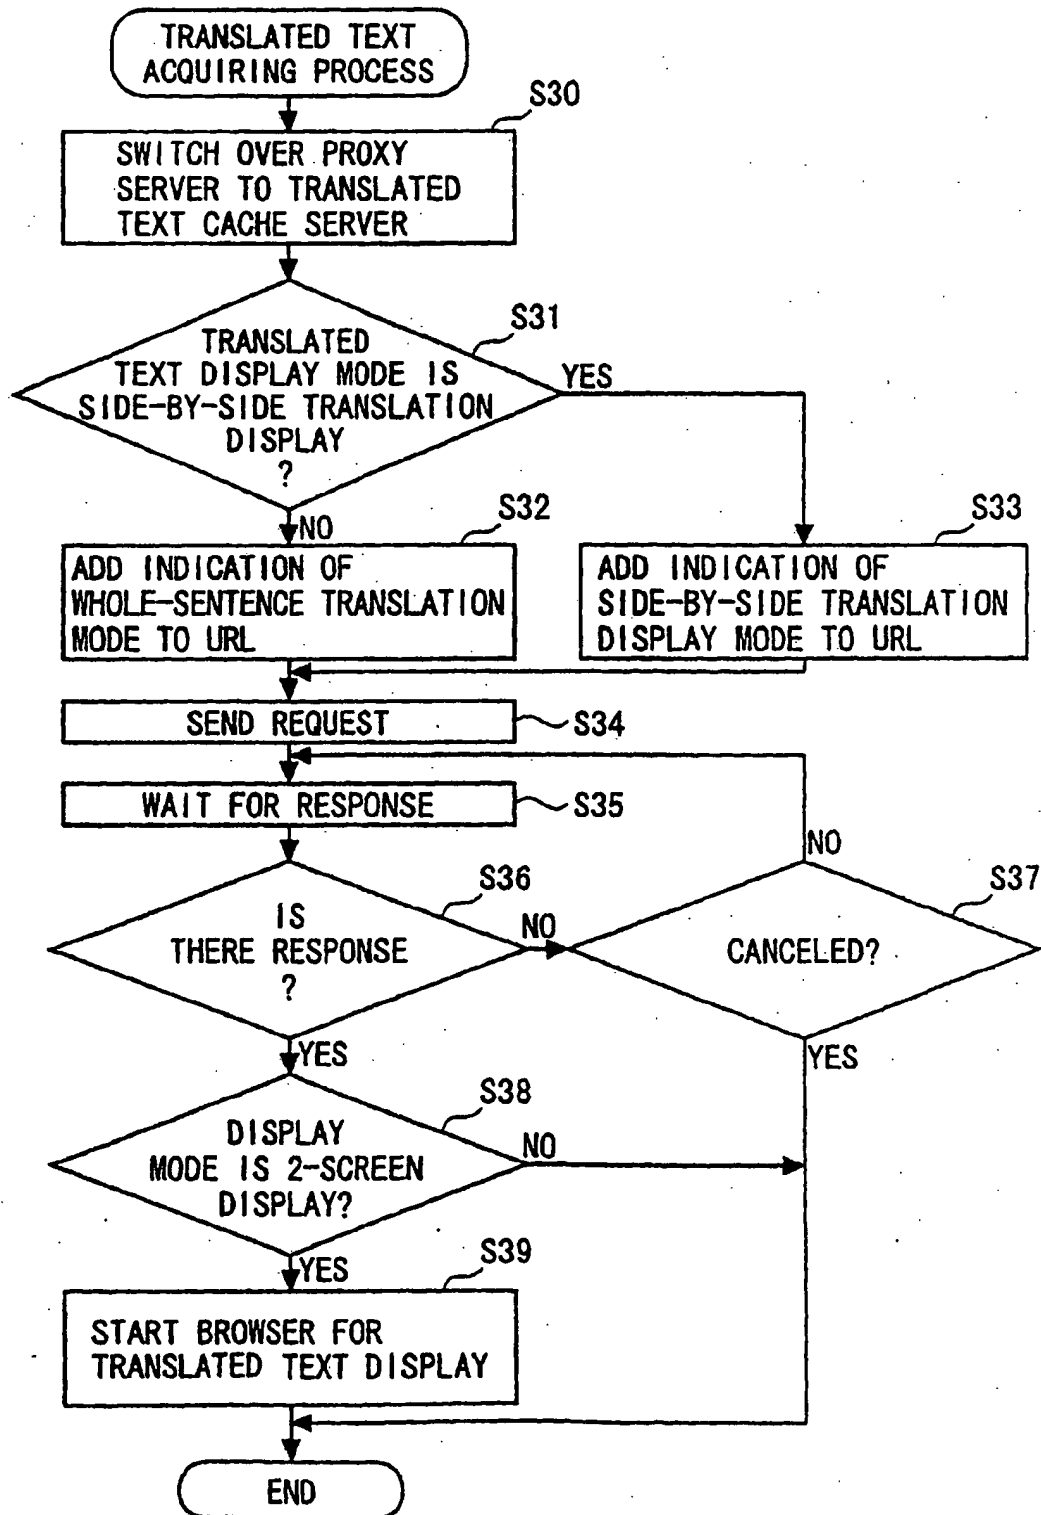 TRANSLATED TEXT
ACQUIRING PROCESS
S30
SWITCH OVER PROXY
SERVER TO TRANSLATED
TEXT CACHE SERVER
S31
TRANSLATED
TEXT DISPLAY MODE IS
SIDE-BY-SIDE TRANSLATION
DISPLAY
?
YES
NO
S32
ADD INDICATION OF
WHOLE-SENTENCE TRANSLATION
MODE TO URL
S33
ADD INDICATION OF
SIDE-BY-SIDE TRANSLATION
DISPLAY MODE TO URL
SEND REQUEST
S34
WAIT FOR RESPONSE
S35
S36
IS
THERE RESPONSE
?
NO
YES
S37
CANCELED?
NO
YES
S38
DISPLAY
MODE IS 2-SCREEN
DISPLAY?
NO
YES
S39
START BROWSER FOR
TRANSLATED TEXT DISPLAY
END